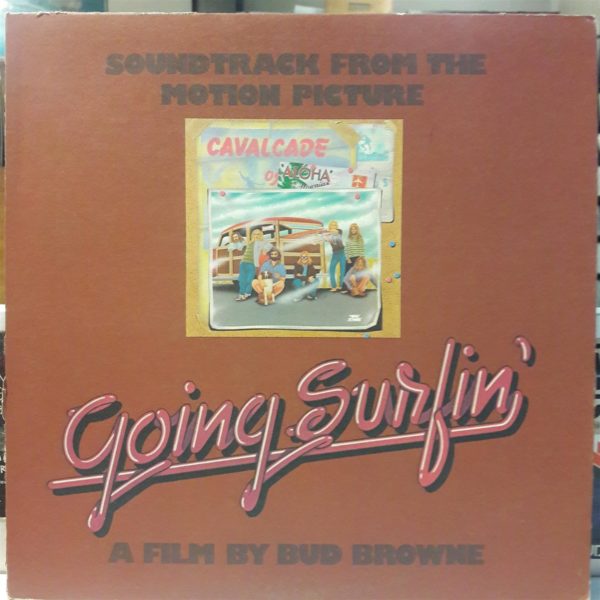 SOUNDTRACK FROM THE
MOTION PICTURE
CAVALCADE
OF
ALOHA
Going Surfin'
A FILM BY BUD BROWNE